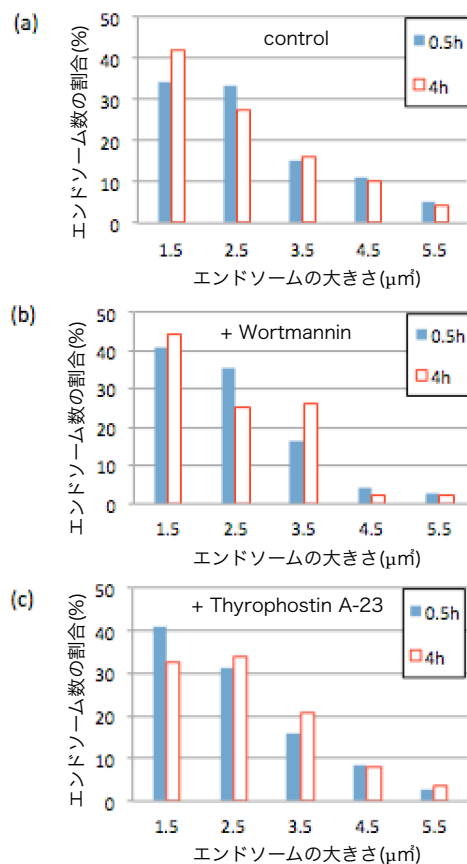 (a)
control
0.5h
4h
エンドソーム数の割合(%)
50
40
30
20
10
0
1.5 2.5 3.5 4.5 5.5
エンドソームの大きさ(μ㎡)
(b)
+ Wortmannin
0.5h
4h
エンドソーム数の割合(%)
50
40
30
20
10
0
1.5 2.5 3.5 4.5 5.5
エンドソームの大きさ(μ㎡)
(c)
+ Thyrophostin A-23
0.5h
4h
エンドソーム数の割合(%)
50
40
30
20
10
0
1.5 2.5 3.5 4.5 5.5
エンドソームの大きさ(μ㎡)